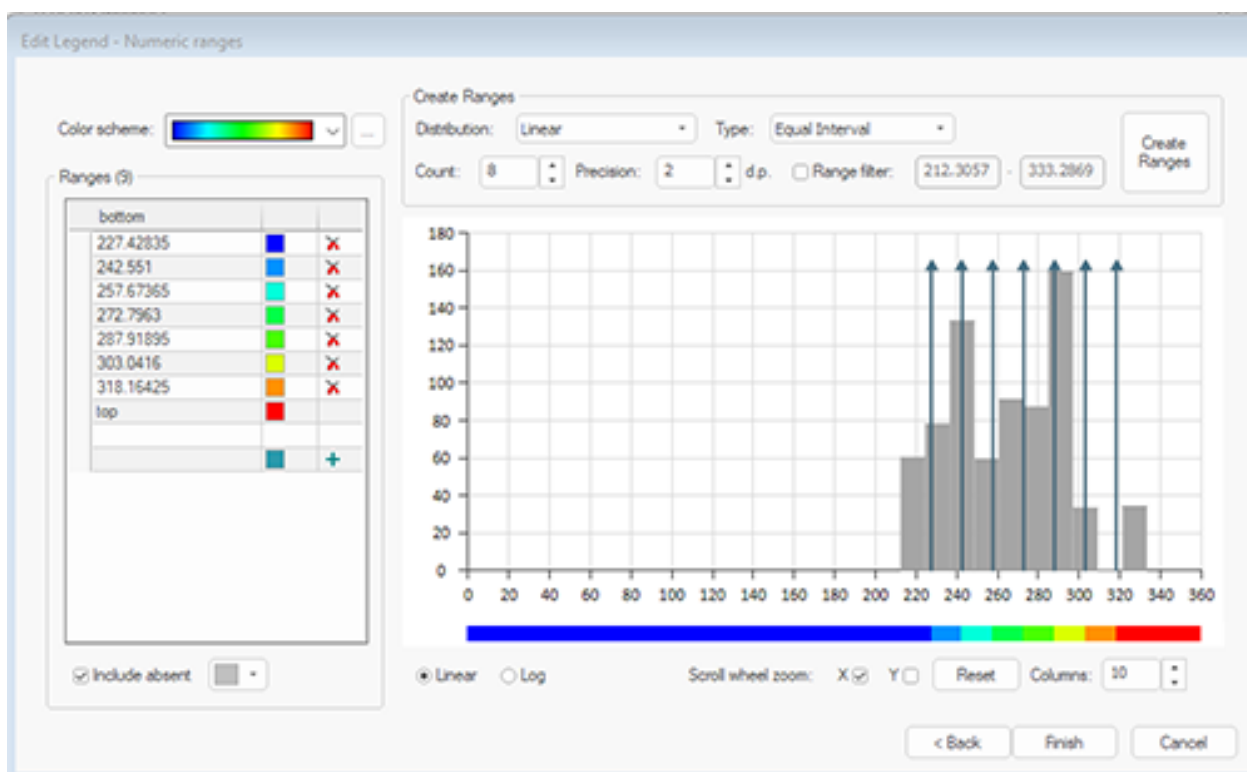 Edit Legend - Numeric ranges
Color scheme:
...
Ranges (9)
bottom
227.42835
242.551
257.67365
272.7963
287.91895
303.0416
318.16425
top
Include absent
Create Ranges
Distribution: Linear Type: Equal Interval
Count: 8 Precision: 2 d.p. Range filter: 212.3057 - 333.2869
Create
Ranges
180
160
140
120
100
80
60
40
20
0
0 20 40 60 80 100 120 140 160 180 200 220 240 260 280 300 320 340 360
Linear Log Scroll wheel zoom: X Y Reset Columns: 10
< Back Finish Cancel